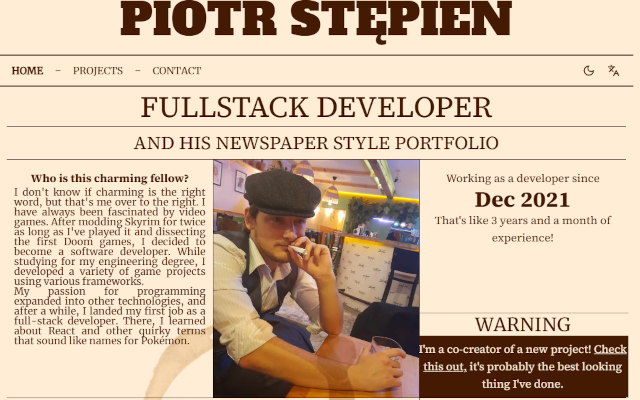 PIOTR STĘPIEŃ
HOME – PROJECTS – CONTACT
FULLSTACK DEVELOPER
AND HIS NEWSPAPER STYLE PORTFOLIO
Who is this charming fellow?
I don't know if charming is the right
word, but that's me over to the right. I
have always been fascinated by video
games. After modding Skyrim for twice
as long as I've played it and dissecting
the first Doom games, I decided to
become a software developer. While
studying for my engineering degree, I
developed a variety of game projects
using various frameworks.
My passion for programming
expanded into other technologies, and
after a while, I landed my first job as a
full-stack developer. There, I learned
about React and other quirky terms
that sound like names for Pokémon.
Working as a developer since
Dec 2021
That's like 3 years and a month of
experience!
WARNING
I'm a co-creator of a new project! Check
this out, it's probably the best looking
thing I've done.